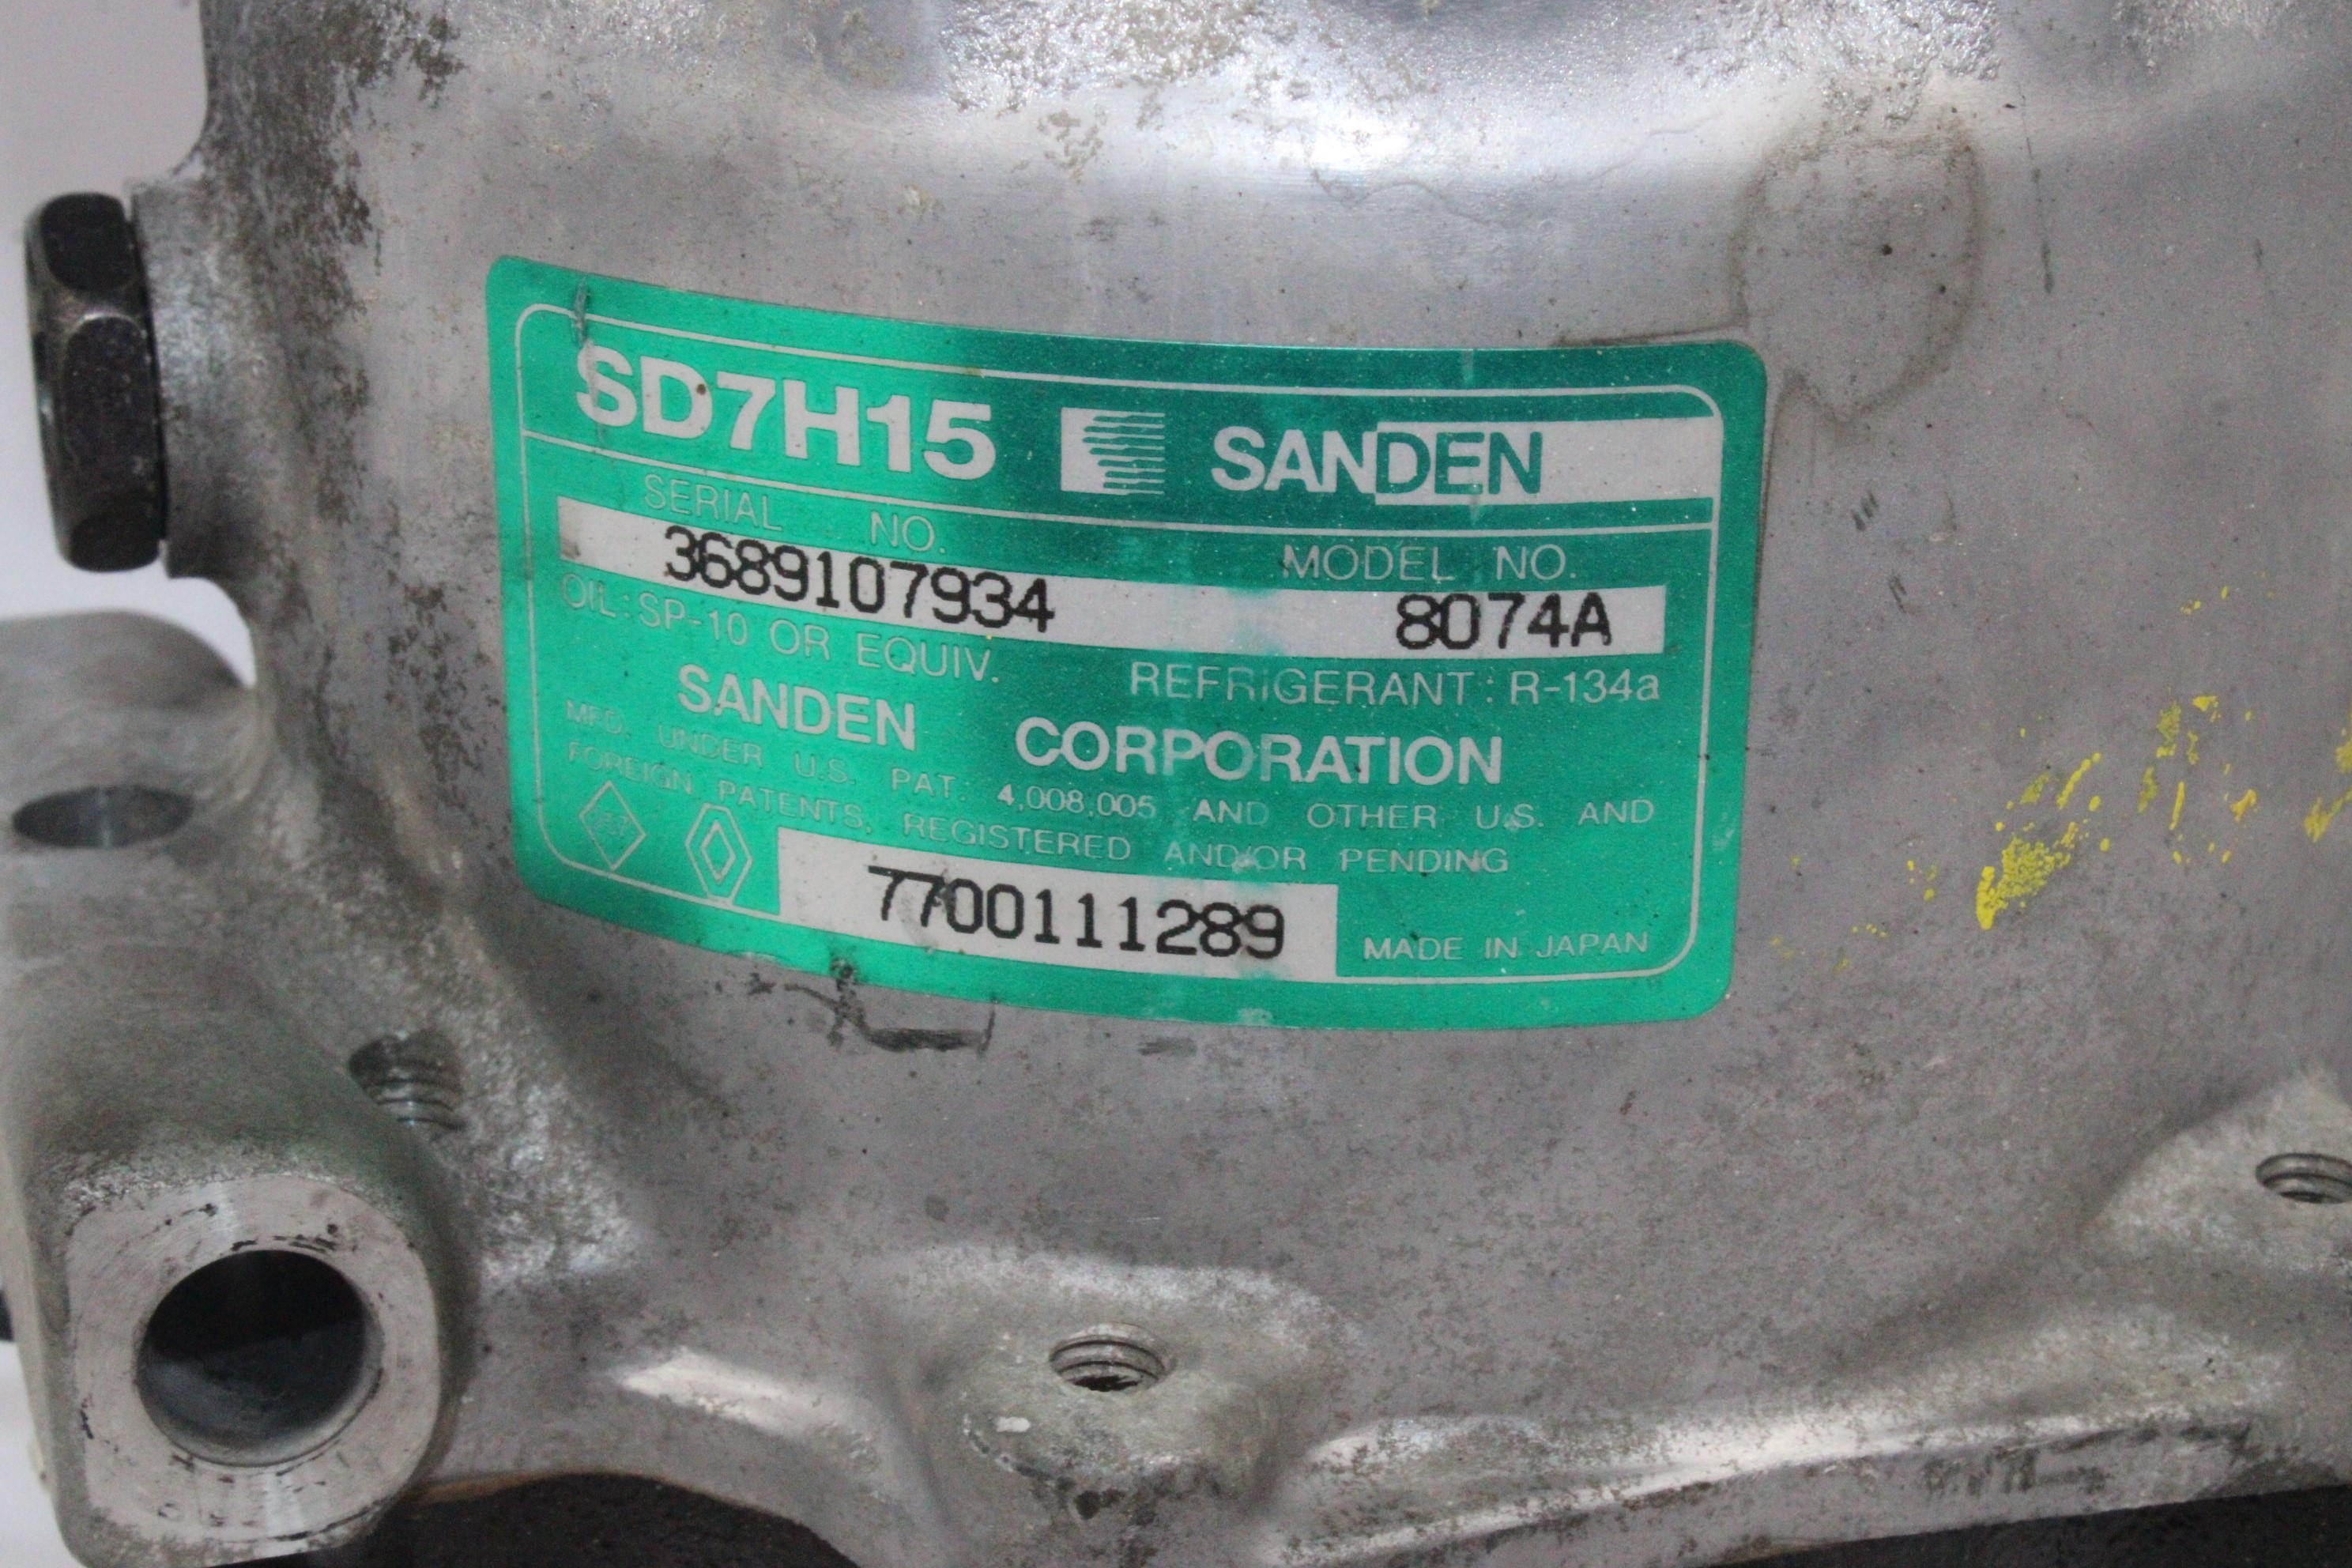 SD7H15 SANDEN
SERIAL NO. MODEL NO.
3689107934 8074A
OIL: SP-10 OR EQUIV. REFRIGERANT: R-134a
SANDEN CORPORATION
MFD. UNDER U.S. PAT. 4,008,005 AND OTHER U.S. AND
FOREIGN PATENTS, REGISTERED AND/OR PENDING
7700111289 MADE IN JAPAN